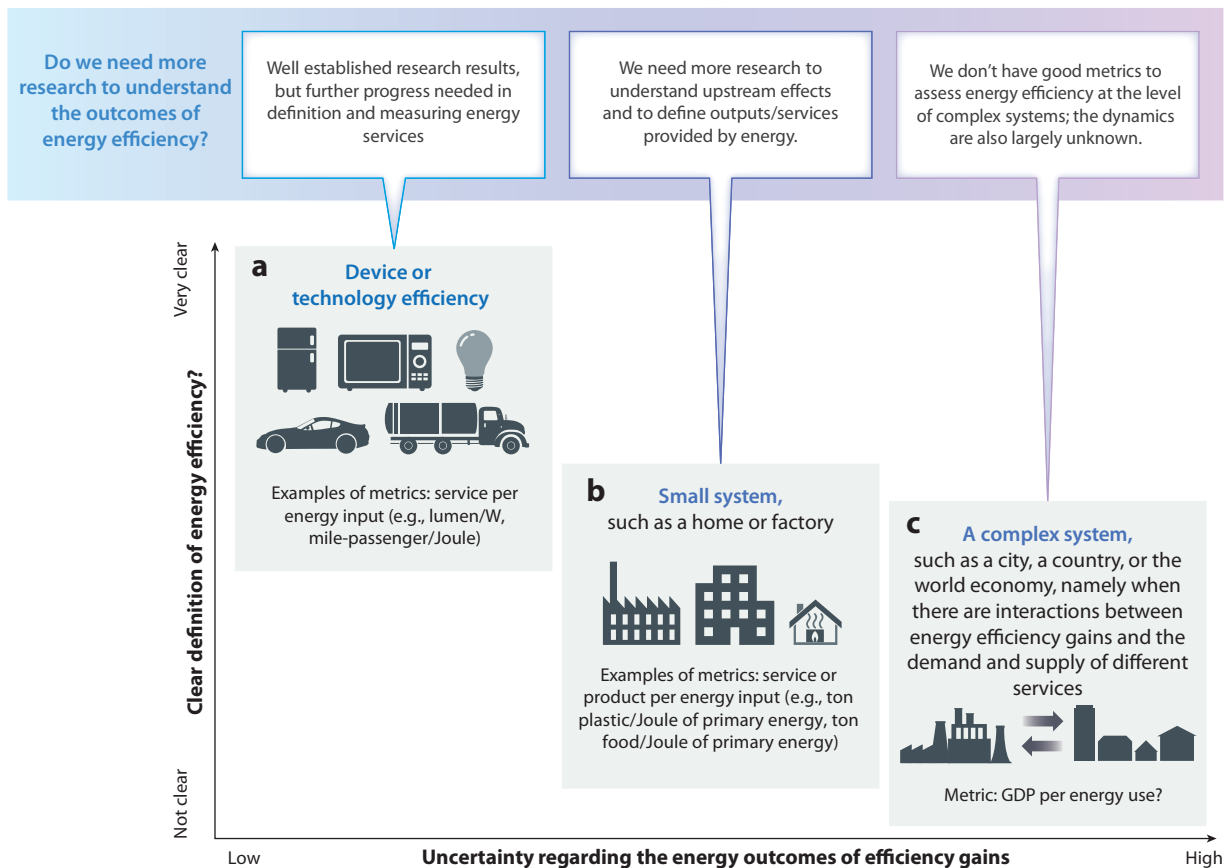 Do we need more
research to understand
the outcomes of
energy efficiency?
Well established research results,
but further progress needed in
definition and measuring energy
services
We need more research to
understand upstream effects
and to define outputs/services
provided by energy.
We don’t have good metrics to
assess energy efficiency at the level
of complex systems; the dynamics
are also largely unknown.
Very clear
Clear definition of energy efficiency?
Not clear
a
Device or
technology efficiency
Examples of metrics: service per
energy input (e.g., lumen/W,
mile-passenger/Joule)
b
Small system,
such as a home or factory
Examples of metrics: service or
product per energy input (e.g., ton
plastic/Joule of primary energy, ton
food/Joule of primary energy)
c
A complex system,
such as a city, a country, or the
world economy, namely when
there are interactions between
energy efficiency gains and the
demand and supply of different
services
Metric: GDP per energy use?
Low
Uncertainty regarding the energy outcomes of efficiency gains
High